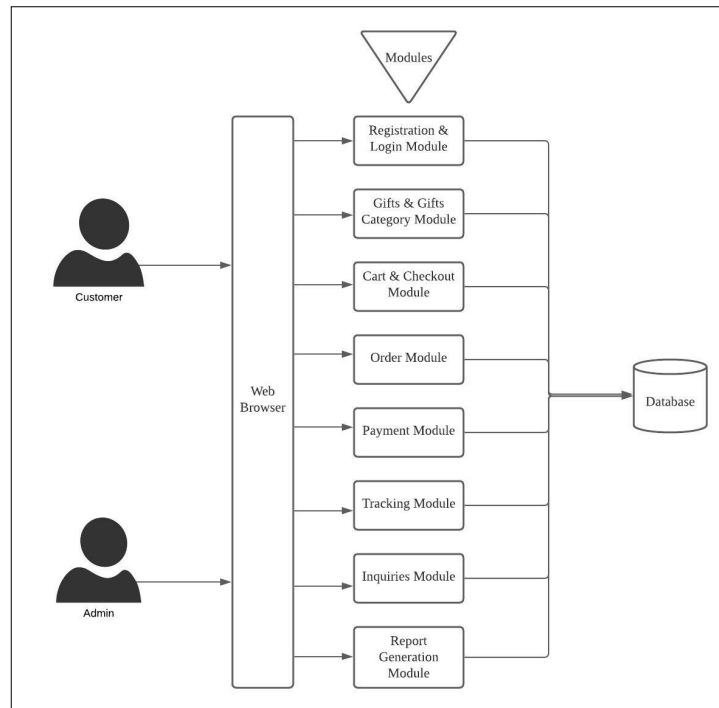 Modules
Registration &
Login Module
Gifts & Gifts
Category Module
Customer
Cart & Checkout
Module
Order Module
Web
Browser
Database
Payment Module
Tracking Module
Admin
Inquiries Module
Report
Generation
Module